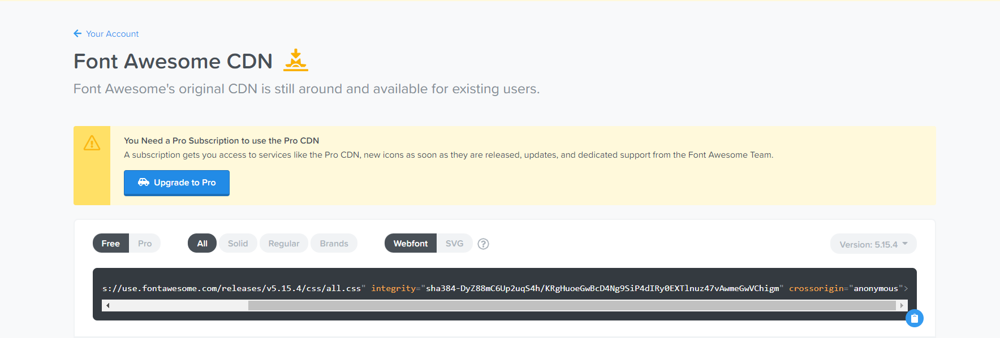 Your Account
Font Awesome CDN
Font Awesome's original CDN is still around and available for existing users.
You Need a Pro Subscription to use the Pro CDN
A subscription gets you access to services like the Pro CDN, new icons as soon as they are released, updates, and dedicated support from the Font Awesome Team.
Upgrade to Pro
Free Pro All Solid Regular Brands Webfont SVG ? Version: 5.15.4
s://use.fontawesome.com/releases/v5.15.4/css/all.css" integrity="sha384-DyZ88mC6Up2uqS4h/KRgHuoeGwBcD4Ng9SiP4dIRy0EXTlnuz47vAwmeGwVChigm" crossorigin="anonymous">